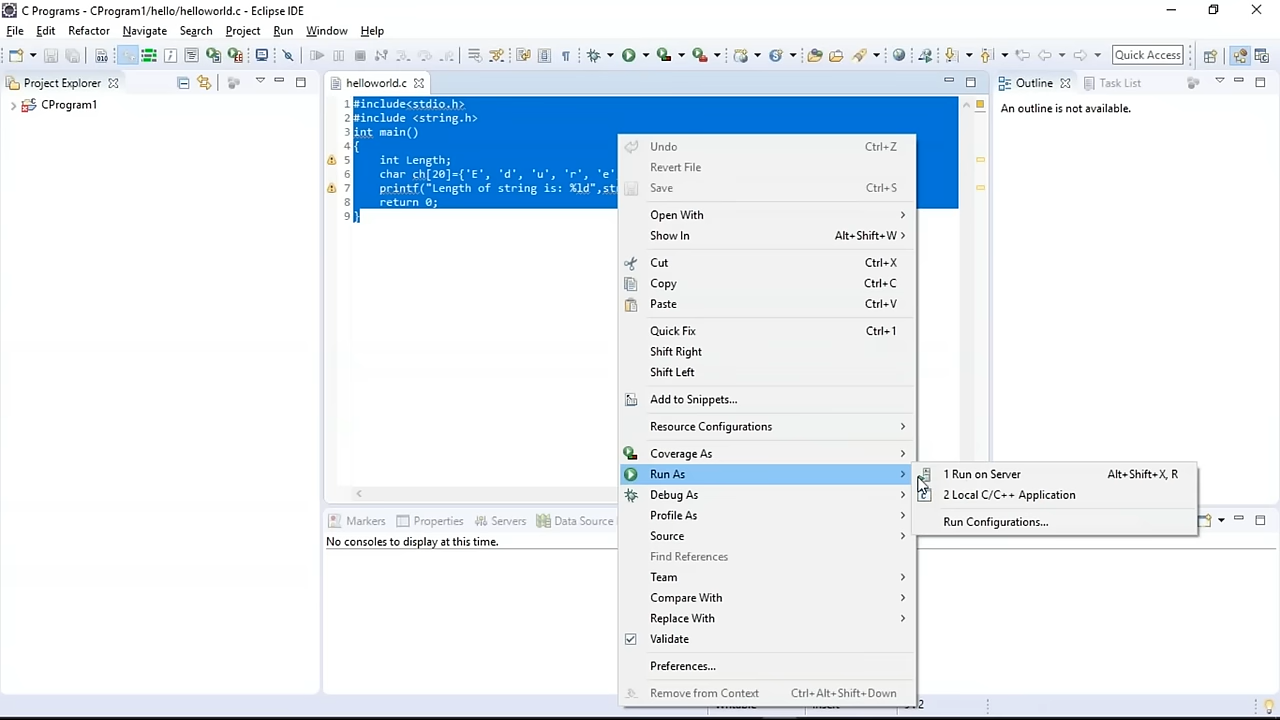 C Programs - CProgram1/hello/helloworld.c - Eclipse IDE
File Edit Refactor Navigate Search Project Run Window Help
Quick Access
Project Explorer
CProgram1
helloworld.c
1 #include<stdio.h>
2 #include <string.h>
3 int main()
4 {
5 int Length;
6 char ch[20]={'E', 'd', 'u', 'r', 'e'
7 printf("Length of string is: %ld",str
8 return 0;
9 }
Outline Task List
An outline is not available.
Undo Ctrl+Z
Revert File
Save Ctrl+S
Open With
Show In Alt+Shift+W
Cut Ctrl+X
Copy Ctrl+C
Paste Ctrl+V
Quick Fix Ctrl+1
Shift Right
Shift Left
Add to Snippets...
Resource Configurations
Coverage As
Run As
Debug As
Profile As
Source
Find References
Team
Compare With
Replace With
Validate
Preferences...
Remove from Context Ctrl+Alt+Shift+Down
1 Run on Server Alt+Shift+X, R
2 Local C/C++ Application
Run Configurations...
Markers Properties Servers Data Source
No consoles to display at this time.